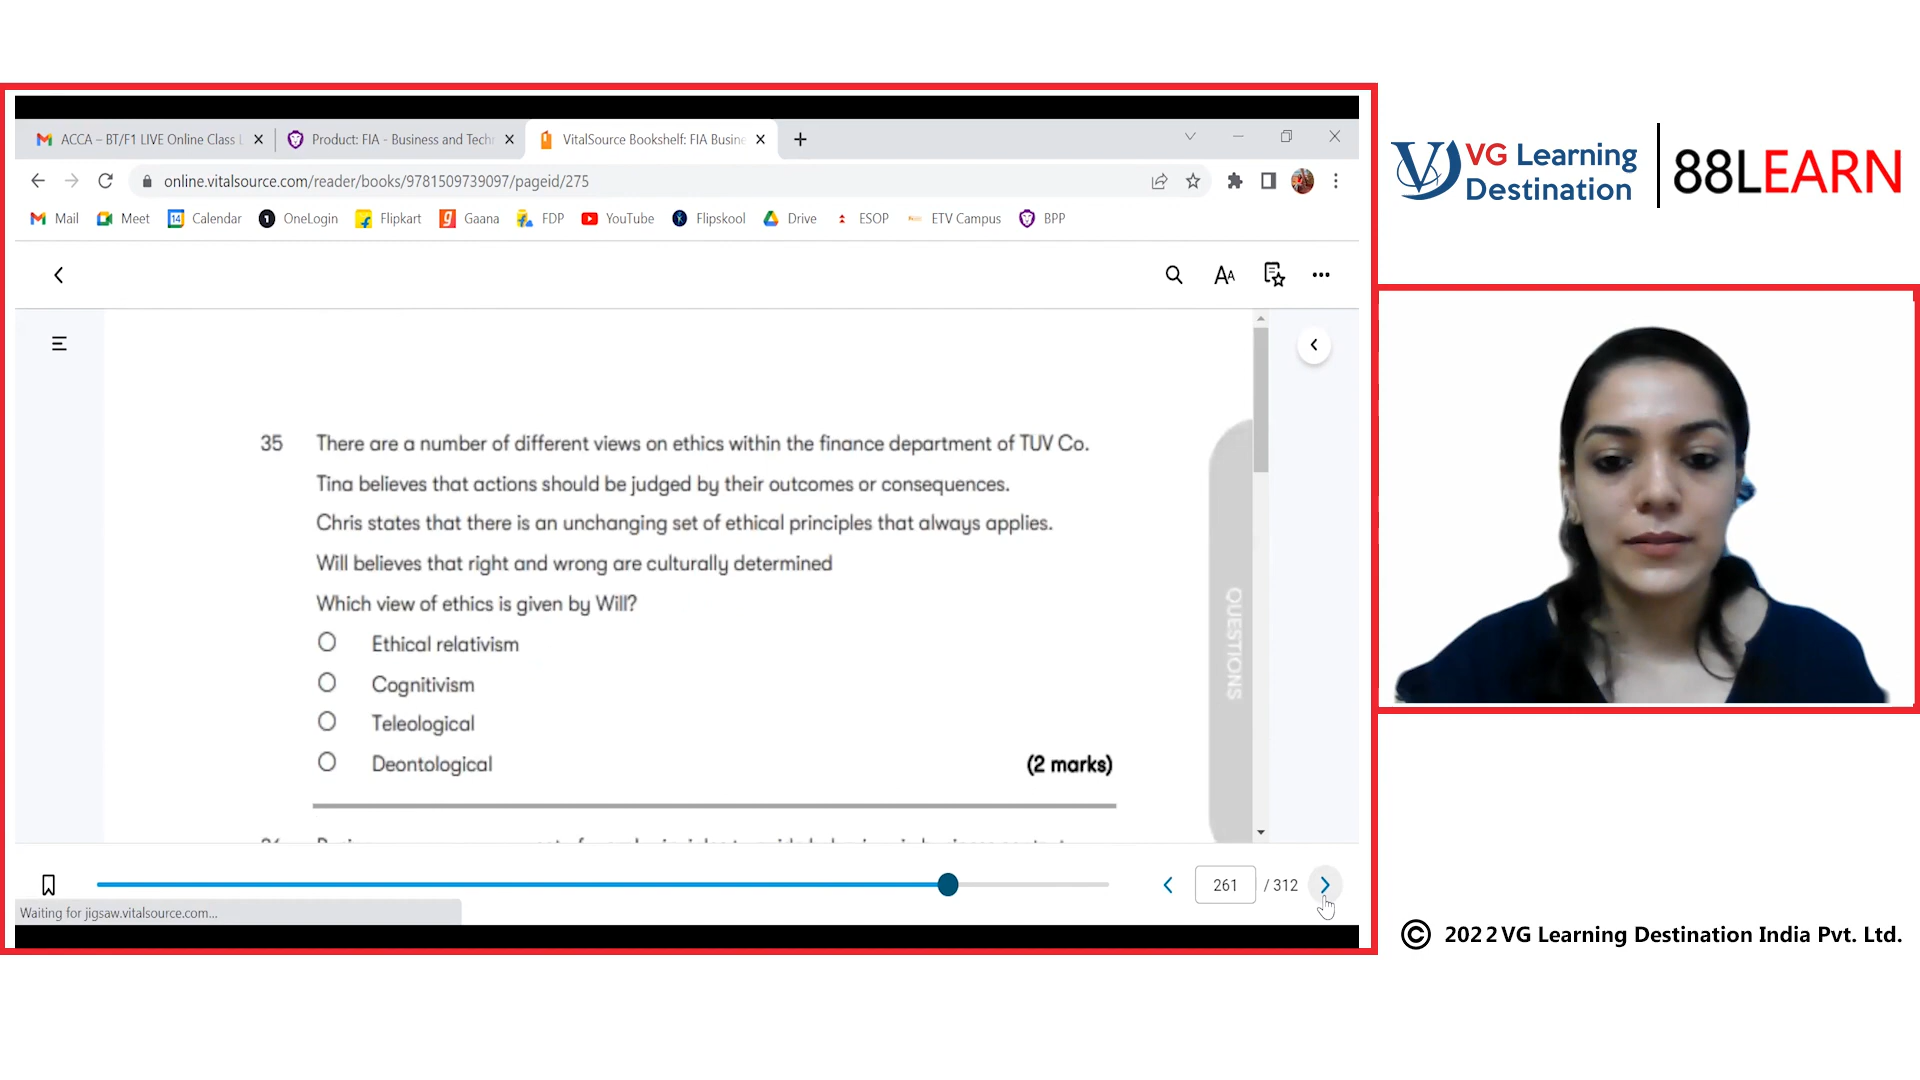 ACCA – BT/F1 LIVE Online Class
Product: FIA - Business and Tech
VitalSource Bookshelf: FIA Busine
online.vitalsource.com/reader/books/9781509739097/pageid/275
Mail
Meet
14 Calendar
OneLogin
Flipkart
Gaana
FDP
YouTube
Flipskool
Drive
ESOP
ETV Campus
BPP
VG Learning Destination
88LEARN
35 There are a number of different views on ethics within the finance department of TUV Co.
Tina believes that actions should be judged by their outcomes or consequences.
Chris states that there is an unchanging set of ethical principles that always applies.
Will believes that right and wrong are culturally determined
Which view of ethics is given by Will?
Ethical relativism
Cognitivism
Teleological
Deontological (2 marks)
QUESTIONS
261 / 312
Waiting for jigsaw.vitalsource.com...
© 2022 VG Learning Destination India Pvt. Ltd.